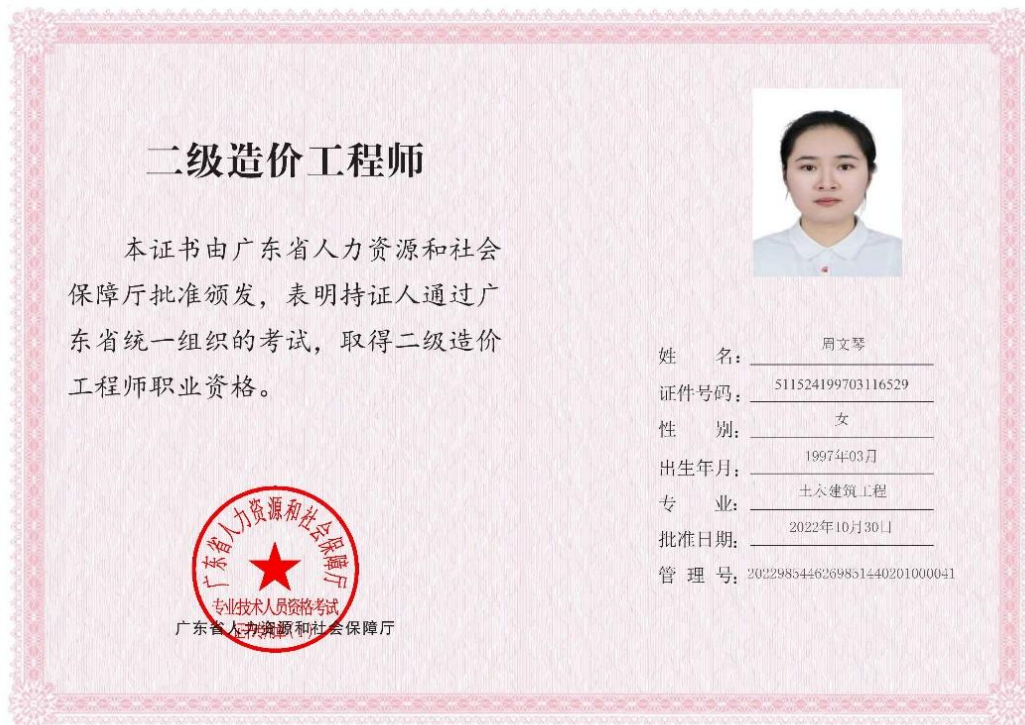 二级造价工程师
本证书由广东省人力资源和社会
保障厅批准颁发，表明持证人通过广
东省统一组织的考试，取得二级造价
工程师职业资格。
广东省人力资源和社会保障厅
专业技术人员资格考试
广东省人力资源和社会保障厅
姓 名：周文琴
证件号码：511524199703116529
性 别：女
出生年月：1997年03月
专 业：土木建筑工程
批准日期：2022年10月30日
管 理 号：2022985446269851440201000041